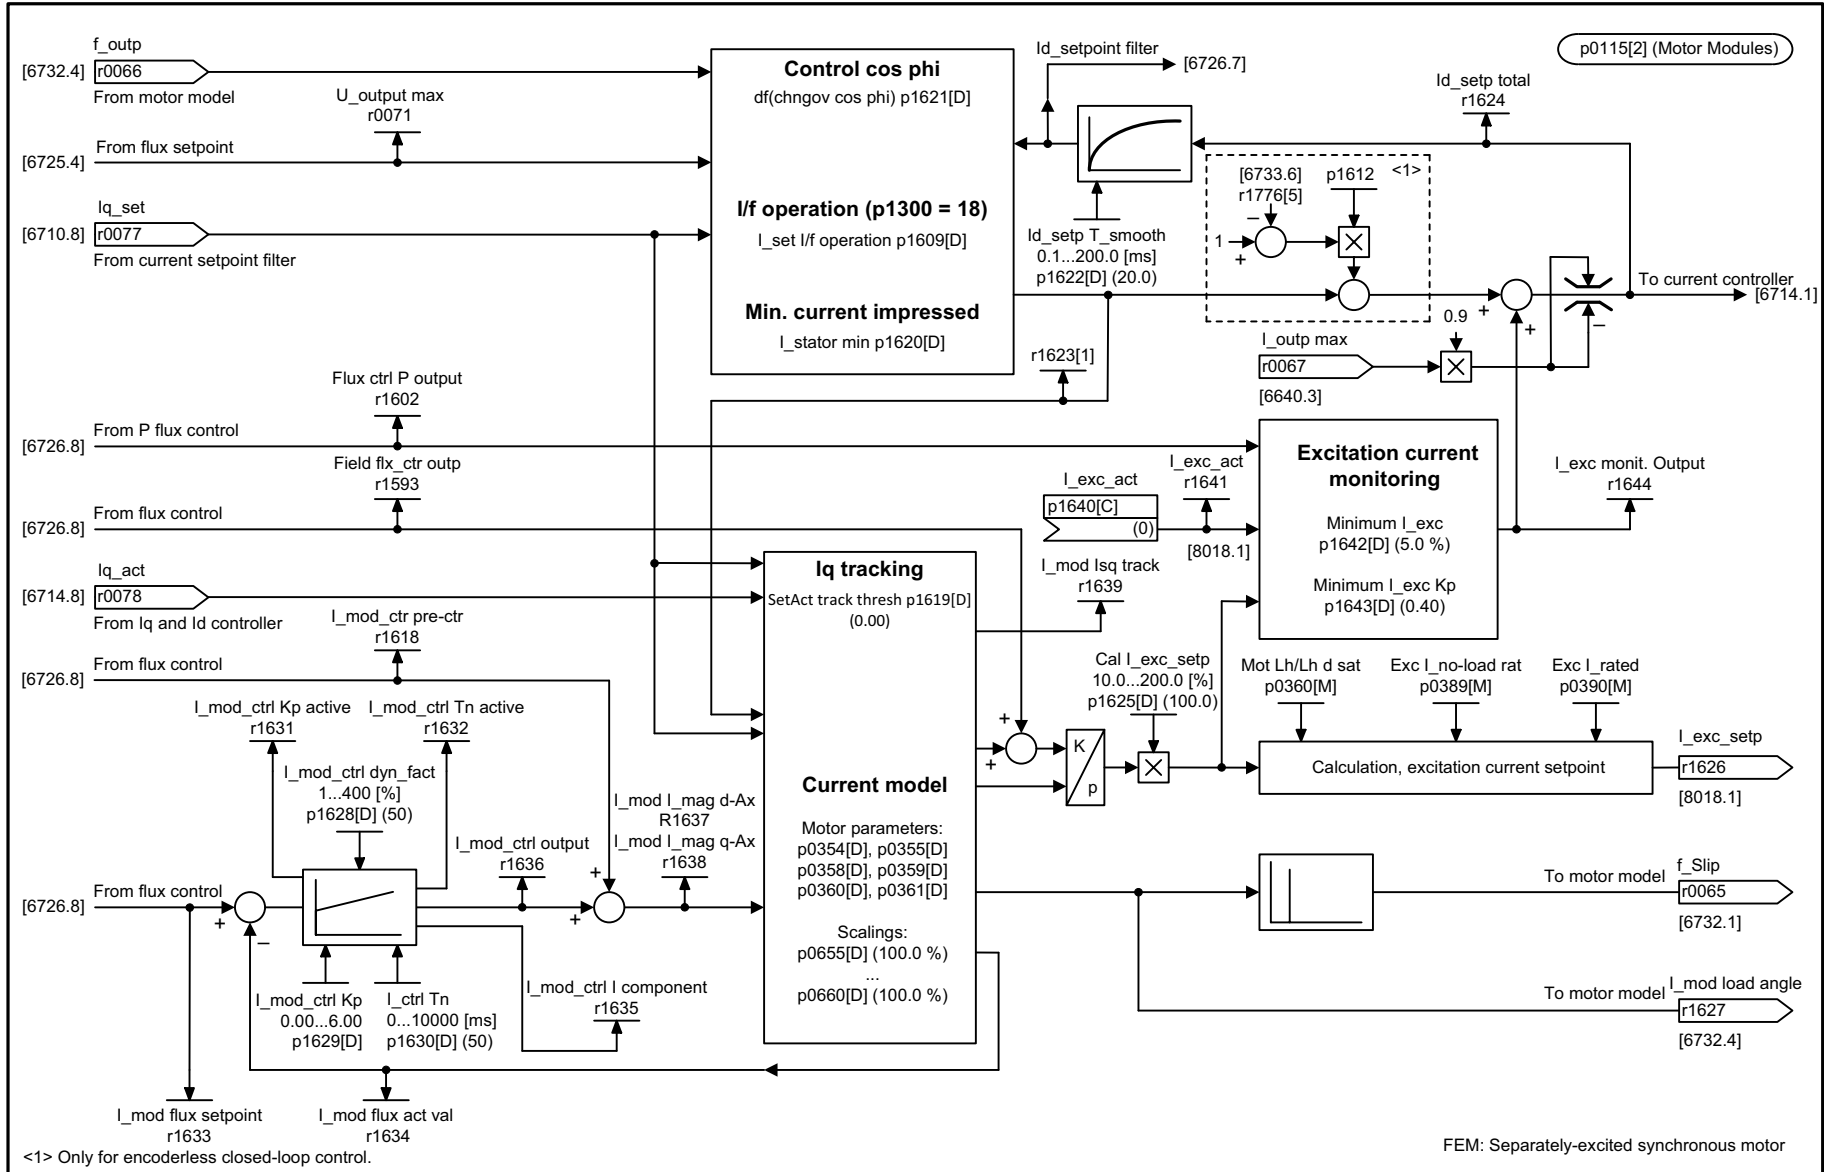 f_outp
[6732.4]
r0066
From motor model
U_output max
r0071
[6725.4]
From flux setpoint
Iq_set
[6710.8]
r0077
From current setpoint filter
Control cos phi
df(chngov cos phi) p1621[D]
I/f operation (p1300 = 18)
I_set I/f operation p1609[D]
Min. current impressed
I_stator min p1620[D]
Id_setpoint filter
[6726.7]
p0115[2] (Motor Modules)
Id_setp total
r1624
Id_setp T_smooth
0.1...200.0 [ms]
p1622[D] (20.0)
[6733.6]
r1776[5]
p1612
<1>
–
1
+
+
+
–
To current controller
[6714.1]
0.9
I_outp max
r0067
[6640.3]
r1623[1]
Flux ctrl P output
r1602
[6726.8]
From P flux control
Field flx_ctr outp
r1593
[6726.8]
From flux control
I_exc_act
p1640[C]
(0)
I_exc_act
r1641
[8018.1]
Excitation current
monitoring
Minimum I_exc
p1642[D] (5.0 %)
Minimum I_exc Kp
p1643[D] (0.40)
I_exc monit. Output
r1644
Iq_act
[6714.8]
r0078
From Iq and Id controller
I_mod_ctr pre-ctr
r1618
[6726.8]
From flux control
Iq tracking
SetAct track thresh p1619[D]
(0.00)
Current model
Motor parameters:
p0354[D], p0355[D]
p0358[D], p0359[D]
p0360[D], p0361[D]
Scalings:
p0655[D] (100.0 %)
...
p0660[D] (100.0 %)
I_mod Isq track
r1639
Cal I_exc_setp
10.0...200.0 [%]
p1625[D] (100.0)
+
+
K
p
Mot Lh/Lh d sat
p0360[M]
Exc I_no-load rat
p0389[M]
Exc I_rated
p0390[M]
Calculation, excitation current setpoint
I_exc_setp
r1626
[8018.1]
I_mod_ctrl Kp active
r1631
I_mod_ctrl Tn active
r1632
I_mod_ctrl dyn_fact
1...400 [%]
p1628[D] (50)
I_mod_ctrl output
r1636
I_mod I_mag d-Ax
R1637
I_mod I_mag q-Ax
r1638
[6726.8]
From flux control
+
–
+
+
I_mod_ctrl Kp
0.00...6.00
p1629[D]
I_ctrl Tn
0...10000 [ms]
p1630[D] (50)
I_mod_ctrl I component
r1635
To motor model
f_Slip
r0065
[6732.1]
To motor model
I_mod load angle
r1627
[6732.4]
I_mod flux setpoint
r1633
I_mod flux act val
r1634
<1> Only for encoderless closed-loop control.
FEM: Separately-excited synchronous motor